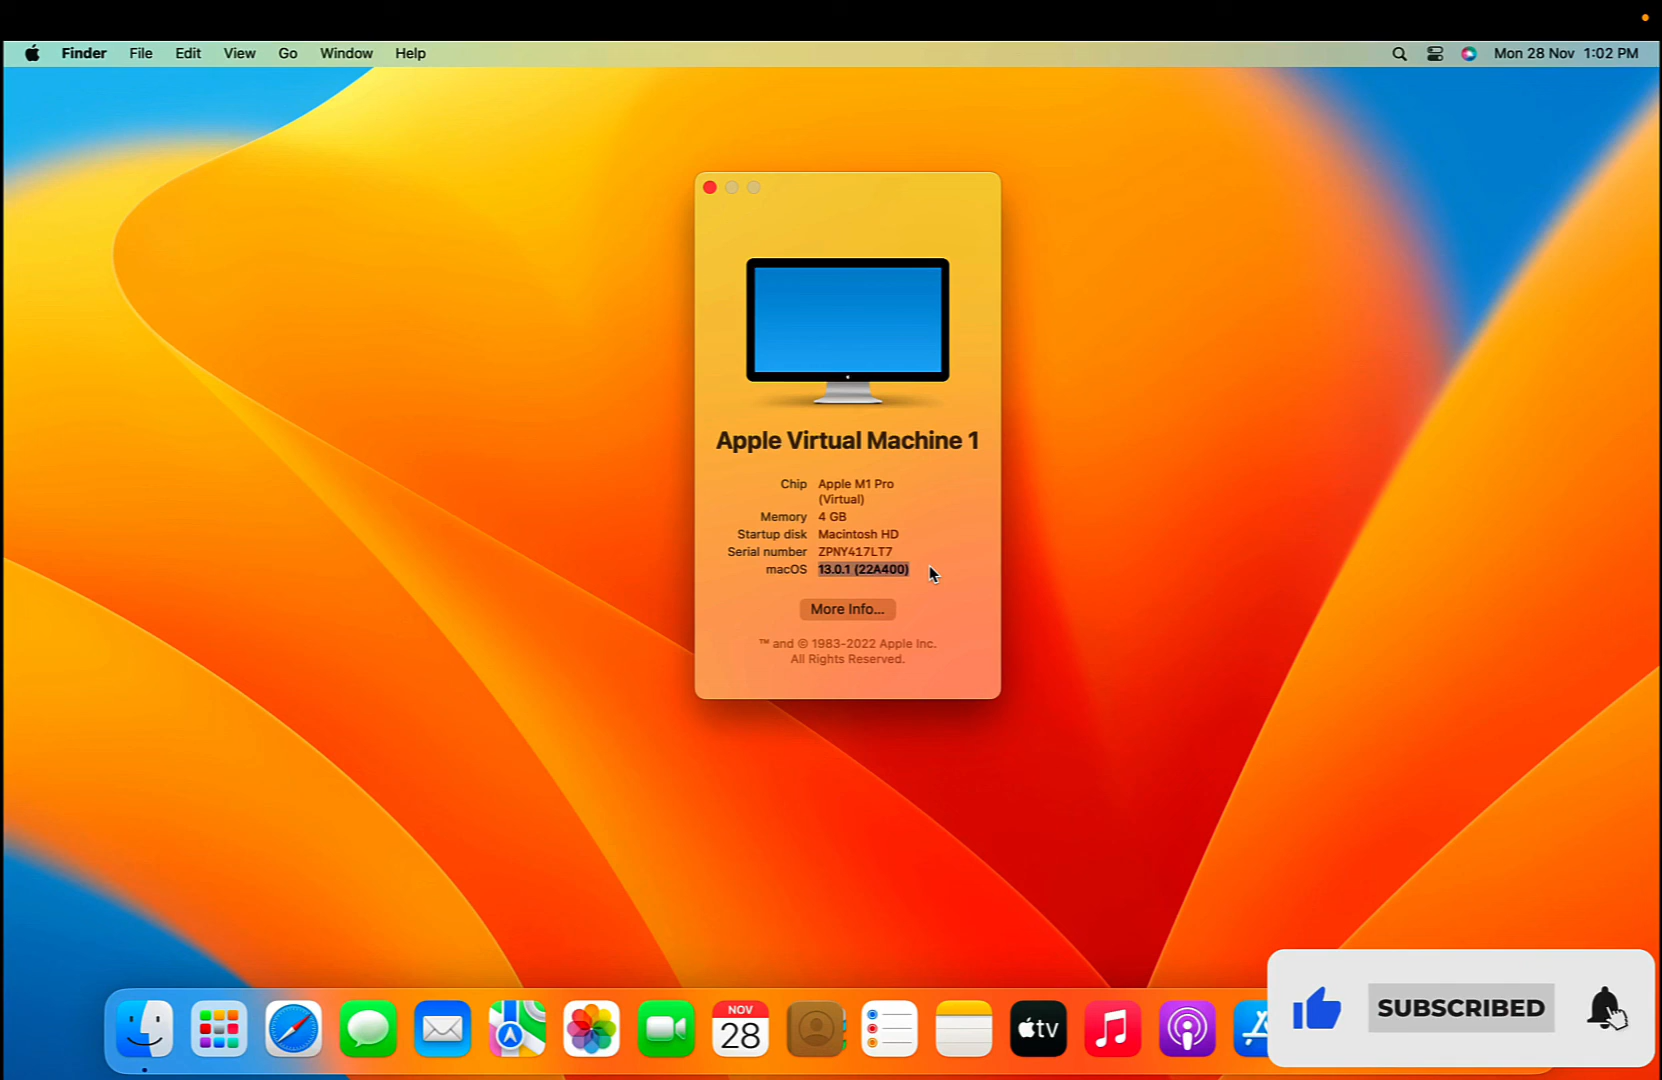 Finder File Edit View Go Window Help Mon 28 Nov 1:02 PM
Apple Virtual Machine 1
Chip Apple M1 Pro
(Virtual)
Memory 4 GB
Startup disk Macintosh HD
Serial number ZPNY417LT7
macOS 13.0.1 (22A400)
More Info...
™ and © 1983-2022 Apple Inc.
All Rights Reserved.
NOV
28
tv
SUBSCRIBED